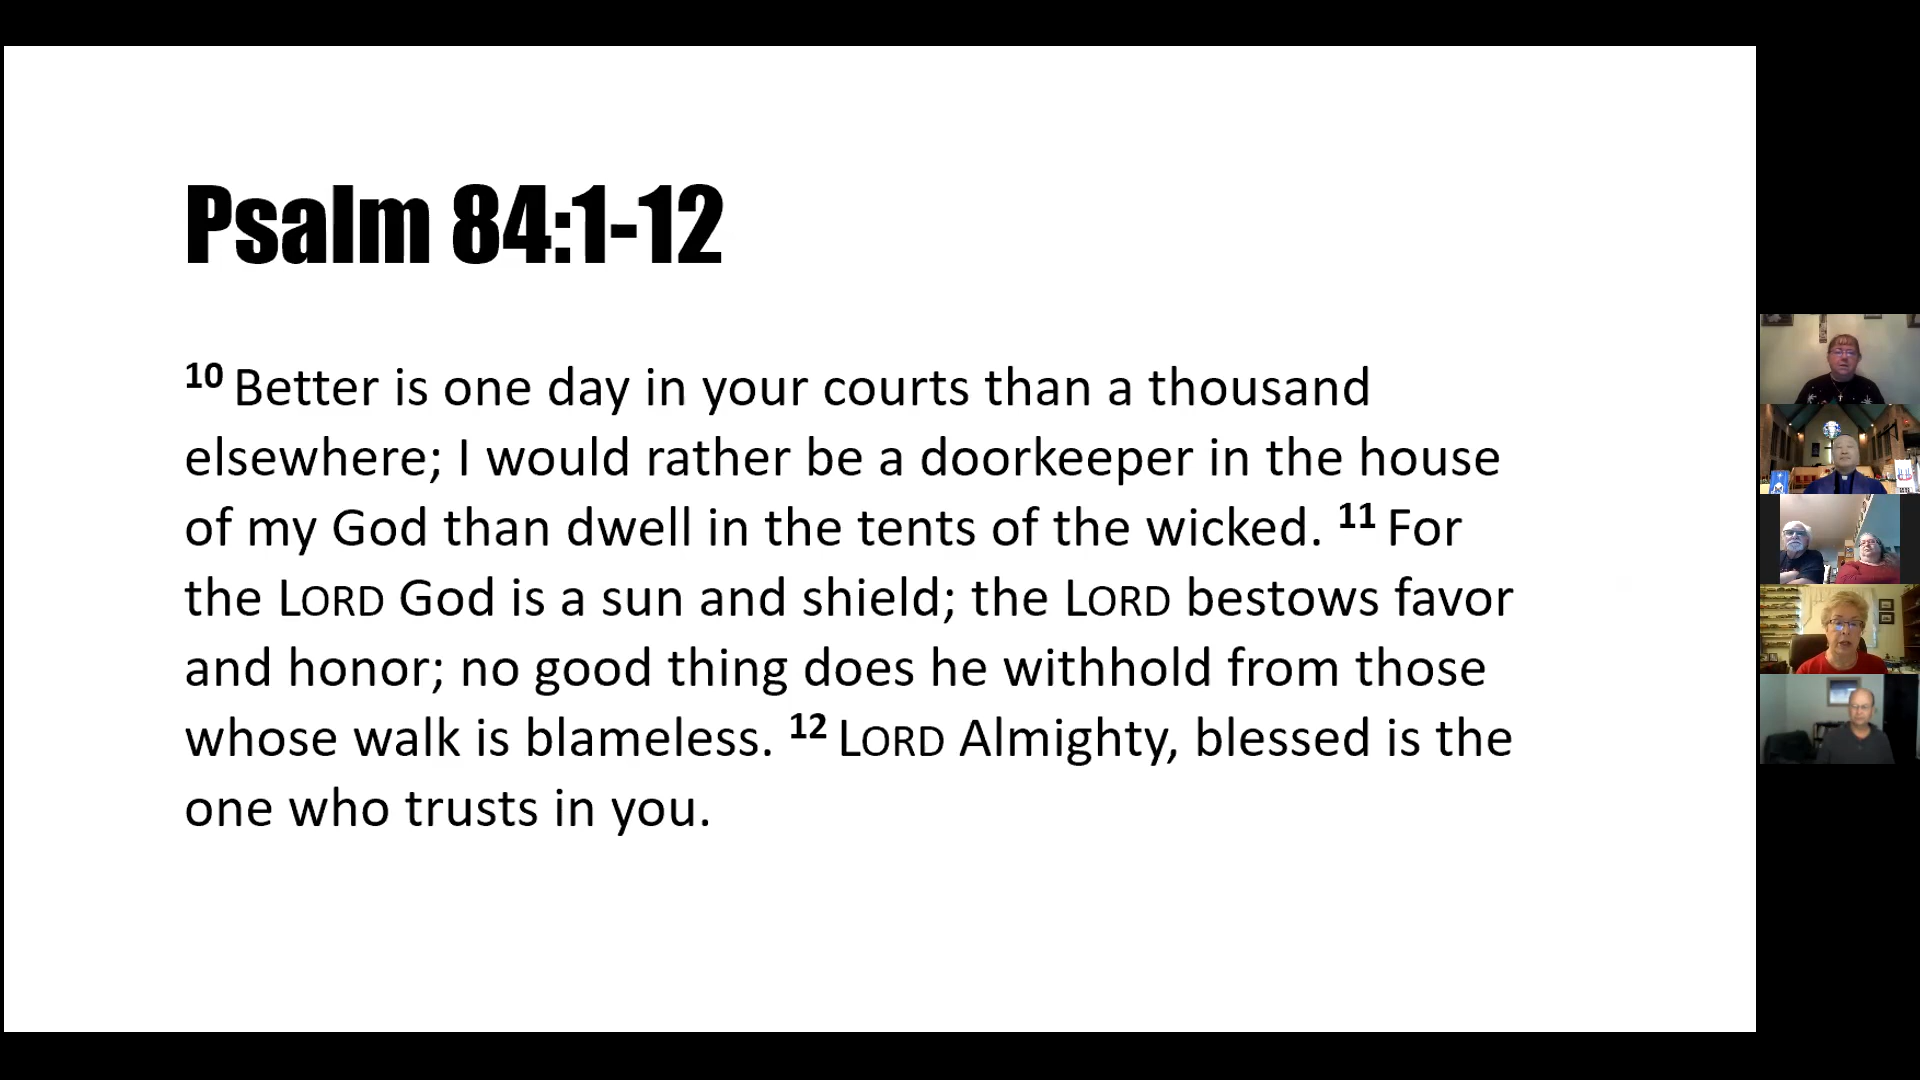 Psalm 84:1-12
10 Better is one day in your courts than a thousand
elsewhere; I would rather be a doorkeeper in the house
of my God than dwell in the tents of the wicked. 11 For
the LORD God is a sun and shield; the LORD bestows favor
and honor; no good thing does he withhold from those
whose walk is blameless. 12 LORD Almighty, blessed is the
one who trusts in you.